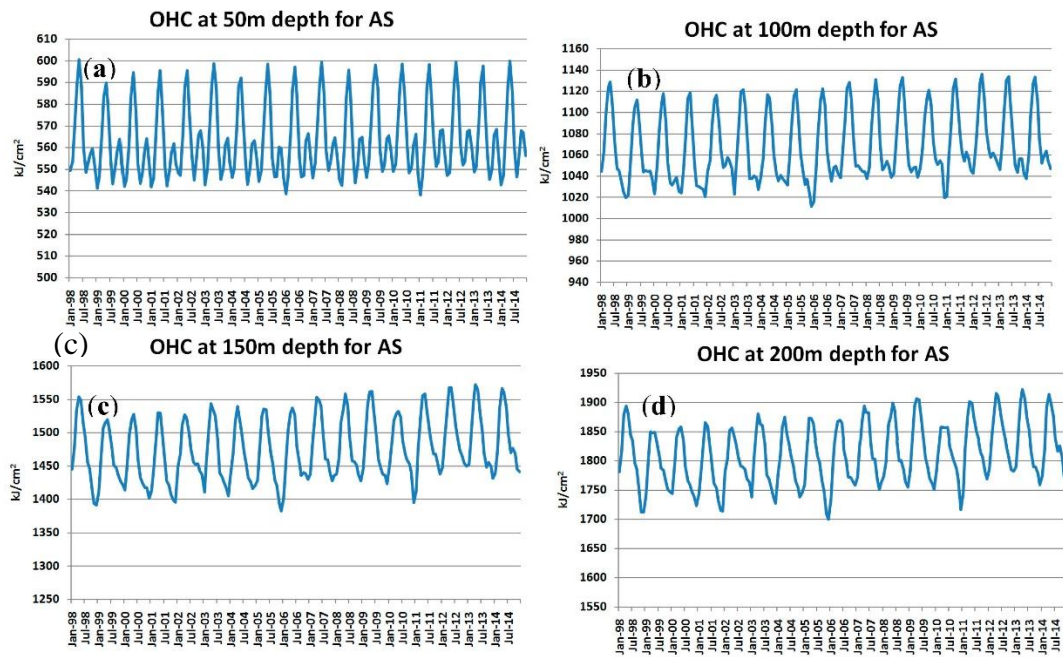 OHC at 50m depth for AS
(a)
kJ/cm²
610
600
590
580
570
560
550
540
530
520
510
500
Jan-98 Jul-98 Jan-99 Jul-99 Jan-00 Jul-00 Jan-01 Jul-01 Jan-02 Jul-02 Jan-03 Jul-03 Jan-04 Jul-04 Jan-05 Jul-05 Jan-06 Jul-06 Jan-07 Jul-07 Jan-08 Jul-08 Jan-09 Jul-09 Jan-10 Jul-10 Jan-11 Jul-11 Jan-12 Jul-12 Jan-13 Jul-13 Jan-14 Jul-14
OHC at 100m depth for AS
(b)
kJ/cm²
1160
1140
1120
1100
1080
1060
1040
1020
1000
980
960
940
Jan-98 Jul-98 Jan-99 Jul-99 Jan-00 Jul-00 Jan-01 Jul-01 Jan-02 Jul-02 Jan-03 Jul-03 Jan-04 Jul-04 Jan-05 Jul-05 Jan-06 Jul-06 Jan-07 Jul-07 Jan-08 Jul-08 Jan-09 Jul-09 Jan-10 Jul-10 Jan-11 Jul-11 Jan-12 Jul-12 Jan-13 Jul-13 Jan-14 Jul-14
(c)
OHC at 150m depth for AS
(c)
kJ/cm²
1600
1550
1500
1450
1400
1350
1300
1250
Jan-98 Jul-98 Jan-99 Jul-99 Jan-00 Jul-00 Jan-01 Jul-01 Jan-02 Jul-02 Jan-03 Jul-03 Jan-04 Jul-04 Jan-05 Jul-05 Jan-06 Jul-06 Jan-07 Jul-07 Jan-08 Jul-08 Jan-09 Jul-09 Jan-10 Jul-10 Jan-11 Jul-11 Jan-12 Jul-12 Jan-13 Jul-13 Jan-14 Jul-14
OHC at 200m depth for AS
(d)
kJ/cm²
1950
1900
1850
1800
1750
1700
1650
1600
1550
Jan-98 Jul-98 Jan-99 Jul-99 Jan-00 Jul-00 Jan-01 Jul-01 Jan-02 Jul-02 Jan-03 Jul-03 Jan-04 Jul-04 Jan-05 Jul-05 Jan-06 Jul-06 Jan-07 Jul-07 Jan-08 Jul-08 Jan-09 Jul-09 Jan-10 Jul-10 Jan-11 Jul-11 Jan-12 Jul-12 Jan-13 Jul-13 Jan-14 Jul-14